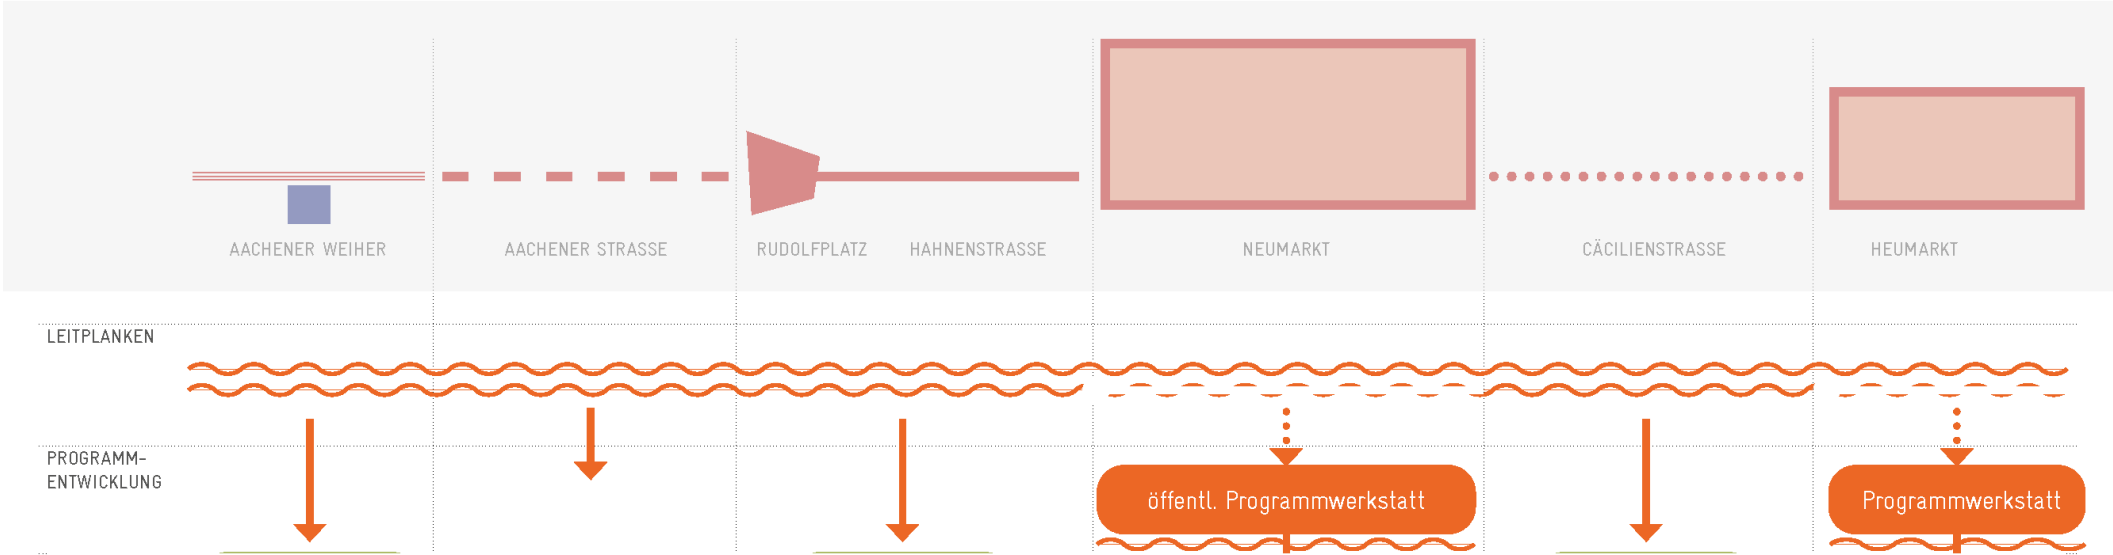 AACHENER WEIHER
AACHENER STRASSE
RUDOLFPLATZ
HAHNENSTRASSE
NEUMARKT
CÄCILIENSTRASSE
HEUMARKT
LEITPLANKEN
PROGRAMM-
ENTWICKLUNG
öffentl. Programmwerkstatt
Programmwerkstatt